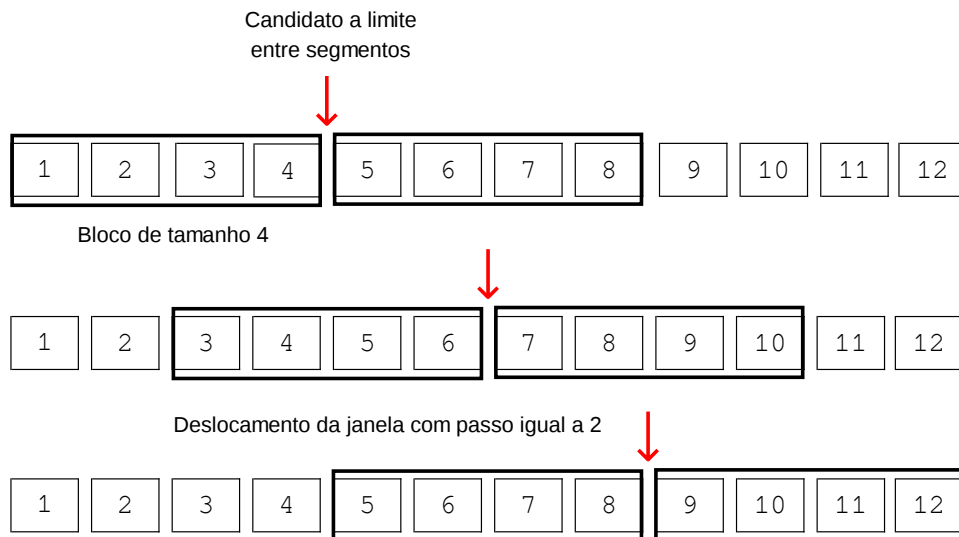 Candidato a limite
entre segmentos
1 2 3 4 5 6 7 8 9 10 11 12
Bloco de tamanho 4
1 2 3 4 5 6 7 8 9 10 11 12
Deslocamento da janela com passo igual a 2
1 2 3 4 5 6 7 8 9 10 11 12